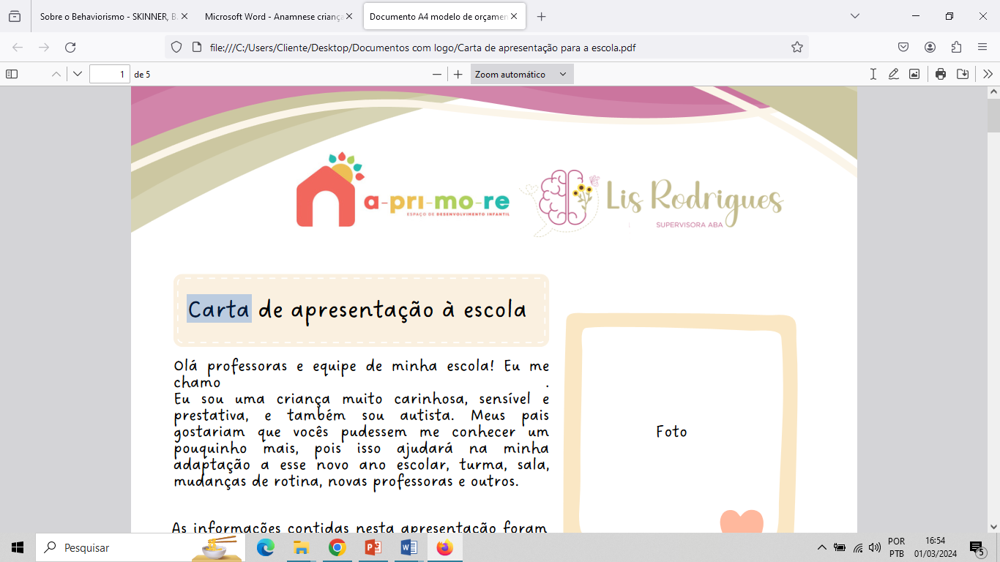 Sobre o Behaviorismo - SKINNER, B.
Microsoft Word - Anamnese criança
Documento A4 modelo de orçamen
file:///C:/Users/Cliente/Desktop/Documentos com logo/Carta de apresentação para a escola.pdf
1 de 5
Zoom automático
a-pri-mo-re
ESPAÇO DE DESENVOLVIMENTO INFANTIL
Lis Rodrigues
SUPERVISORA ABA
Carta de apresentação à escola
Olá professoras e equipe de minha escola! Eu me
chamo .
Eu sou uma criança muito carinhosa, sensível e
prestativa, e também sou autista. Meus pais
gostariam que vocês pudessem me conhecer um
pouquinho mais, pois isso ajudará na minha
adaptação a esse novo ano escolar, turma, sala,
mudanças de rotina, novas professoras e outros.
Foto
As informações contidas nesta apresentação foram
Pesquisar
POR
PTB
16:54
01/03/2024
5